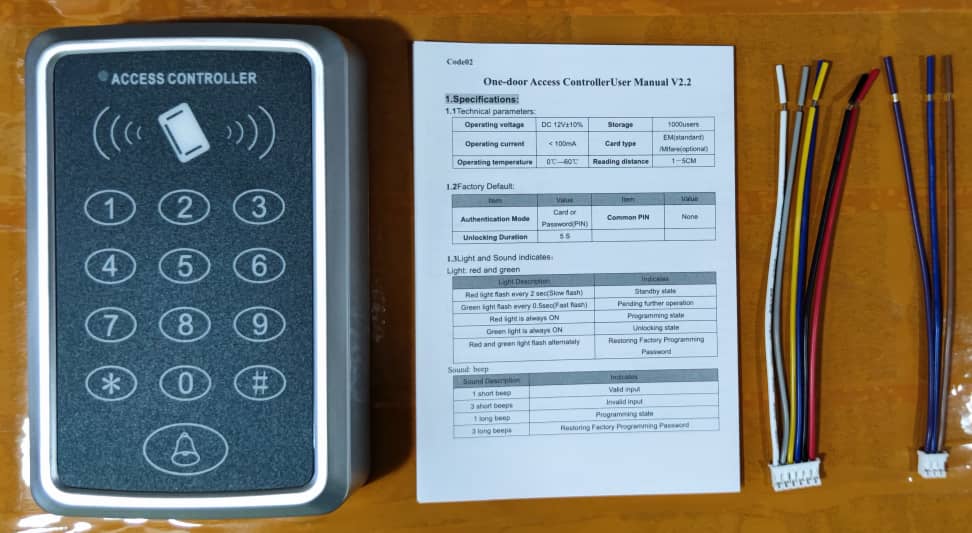 ACCESS CONTROLLER
1 2 3
4 5 6
7 8 9
* 0 #
Code02
One-door Access ControllerUser Manual V2.2
1.Specifications:
1.1Technical parameters:
Operating voltage DC 12V±10% Storage 1000users
Operating current < 100mA Card type EM(standard) /Mifare(optional)
Operating temperature 0℃—60℃ Reading distance 1—5CM
1.2Factory Default:
Item Value Item Value
Authentication Mode Card or Password(PIN) Common PIN None
Unlocking Duration 5 S
1.3Light and Sound indicates:
Light: red and green
Light Description Indicates
Red light flash every 2 sec(Slow flash) Standby state
Green light flash every 0.5sec(Fast flash) Pending further operation
Red light is always ON Programming state
Green light is always ON Unlocking state
Red and green light flash alternately Restoring Factory Programming Password
Sound: beep
Sound Description Indicates
1 short beep Valid input
3 short beeps Invalid input
1 long beep Programming state
3 long beeps Restoring Factory Programming Password